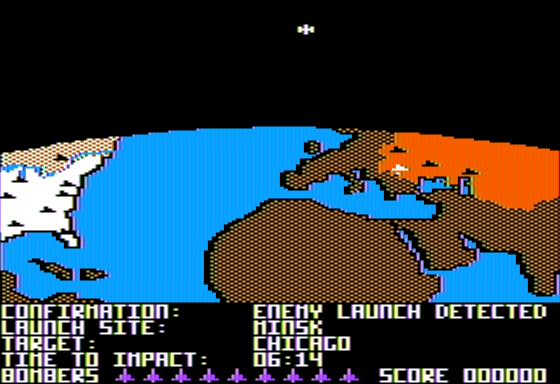 CONFIRMATION: ENEMY LAUNCH DETECTED
LAUNCH SITE: MINSK
TARGET: CHICAGO
TIME TO IMPACT: 06:14
BOMBERS SCORE 000000